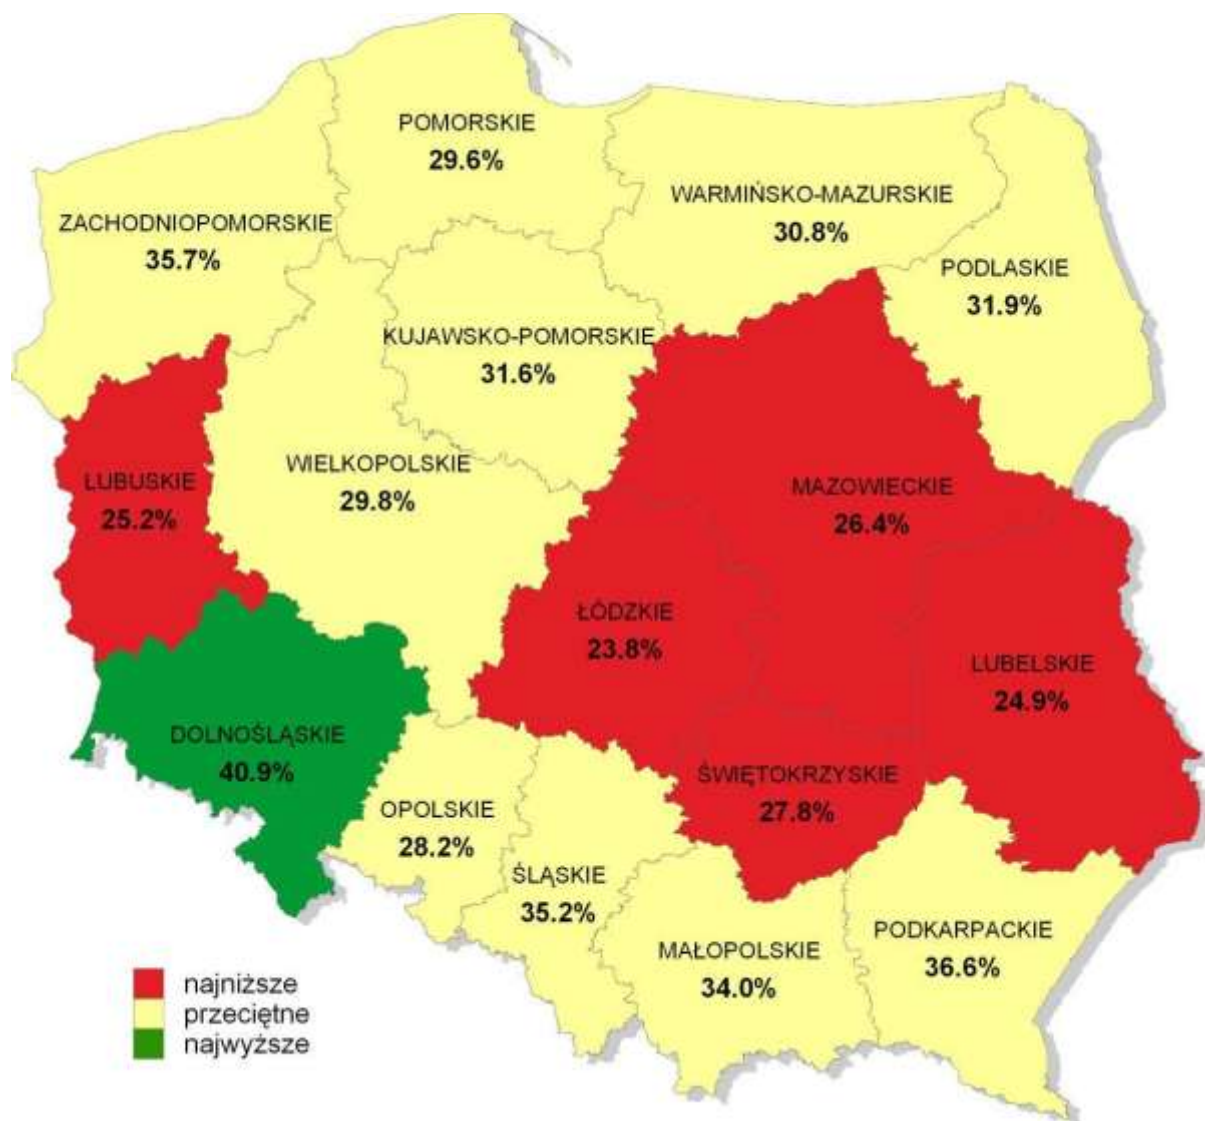 POMORSKIE
29.6%
WARMIŃSKO-MAZURSKIE
30.8%
ZACHODNIOPOMORSKIE
35.7%
PODLASKIE
31.9%
KUJAWSKO-POMORSKIE
31.6%
WIELKOPOLSKIE
29.8%
LUBUSKIE
25.2%
MAZOWIECKIE
26.4%
ŁÓDZKIE
23.8%
LUBELSKIE
24.9%
DOLNOŚLĄSKIE
40.9%
ŚWIĘTOKRZYSKIE
27.8%
OPOLSKIE
28.2%
ŚLĄSKIE
35.2%
MAŁOPOLSKIE
34.0%
PODKARPACKIE
36.6%
najniższe
przeciętne
najwyższe